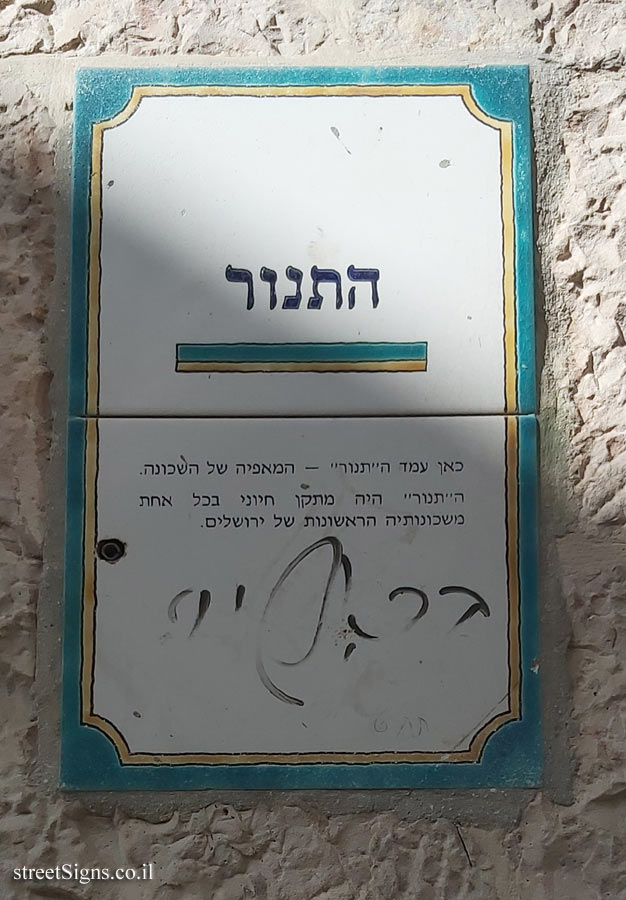 התנור
כאן עמד ה״תנור״ – המאפיה של השכונה.
ה״תנור״ היה מתקן חיוני בכל אחת
משכונותיה הראשונות של ירושלים.
streetSigns.co.il